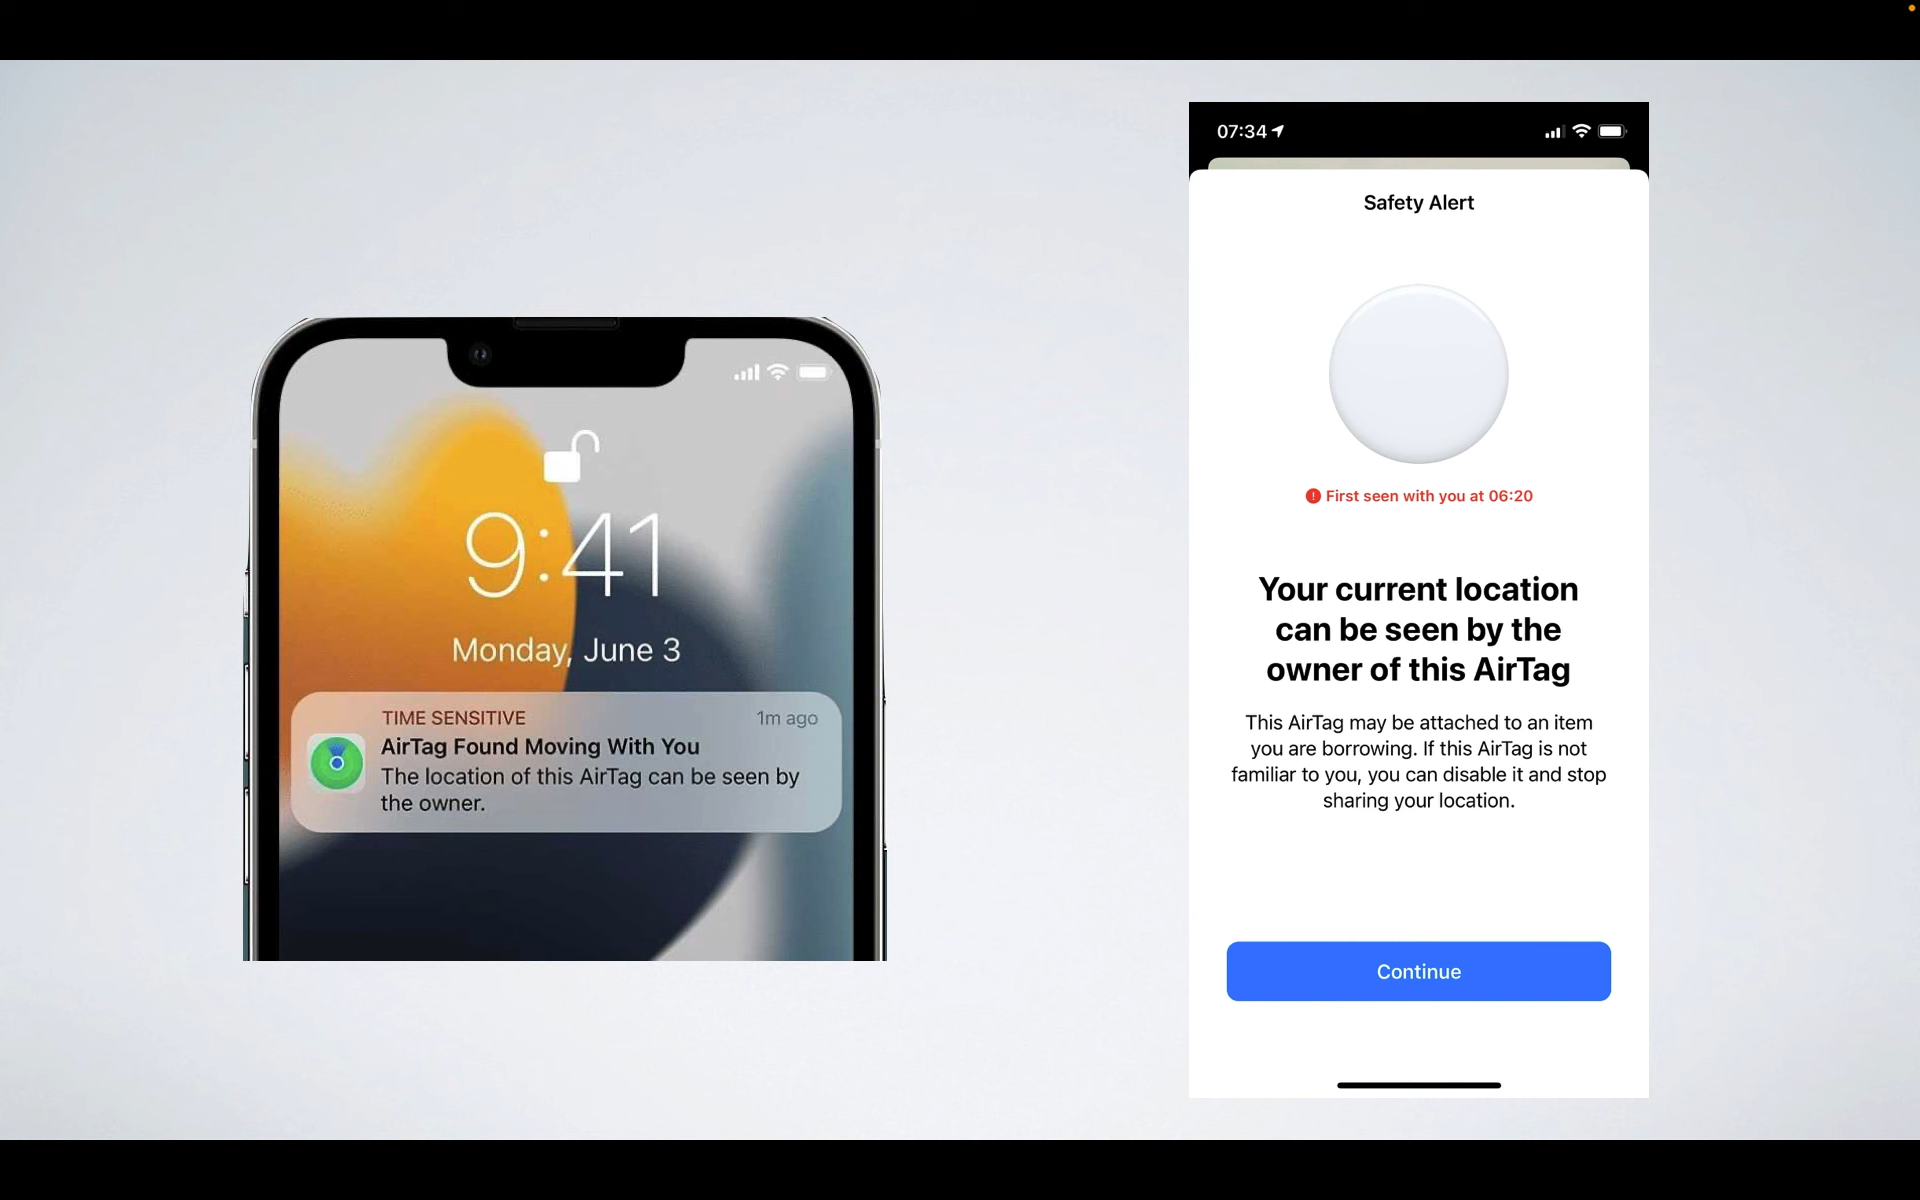 9:41
Monday, June 3
TIME SENSITIVE
1m ago
AirTag Found Moving With You
The location of this AirTag can be seen by
the owner.
07:34
Safety Alert
First seen with you at 06:20
Your current location
can be seen by the
owner of this AirTag
This AirTag may be attached to an item
you are borrowing. If this AirTag is not
familiar to you, you can disable it and stop
sharing your location.
Continue